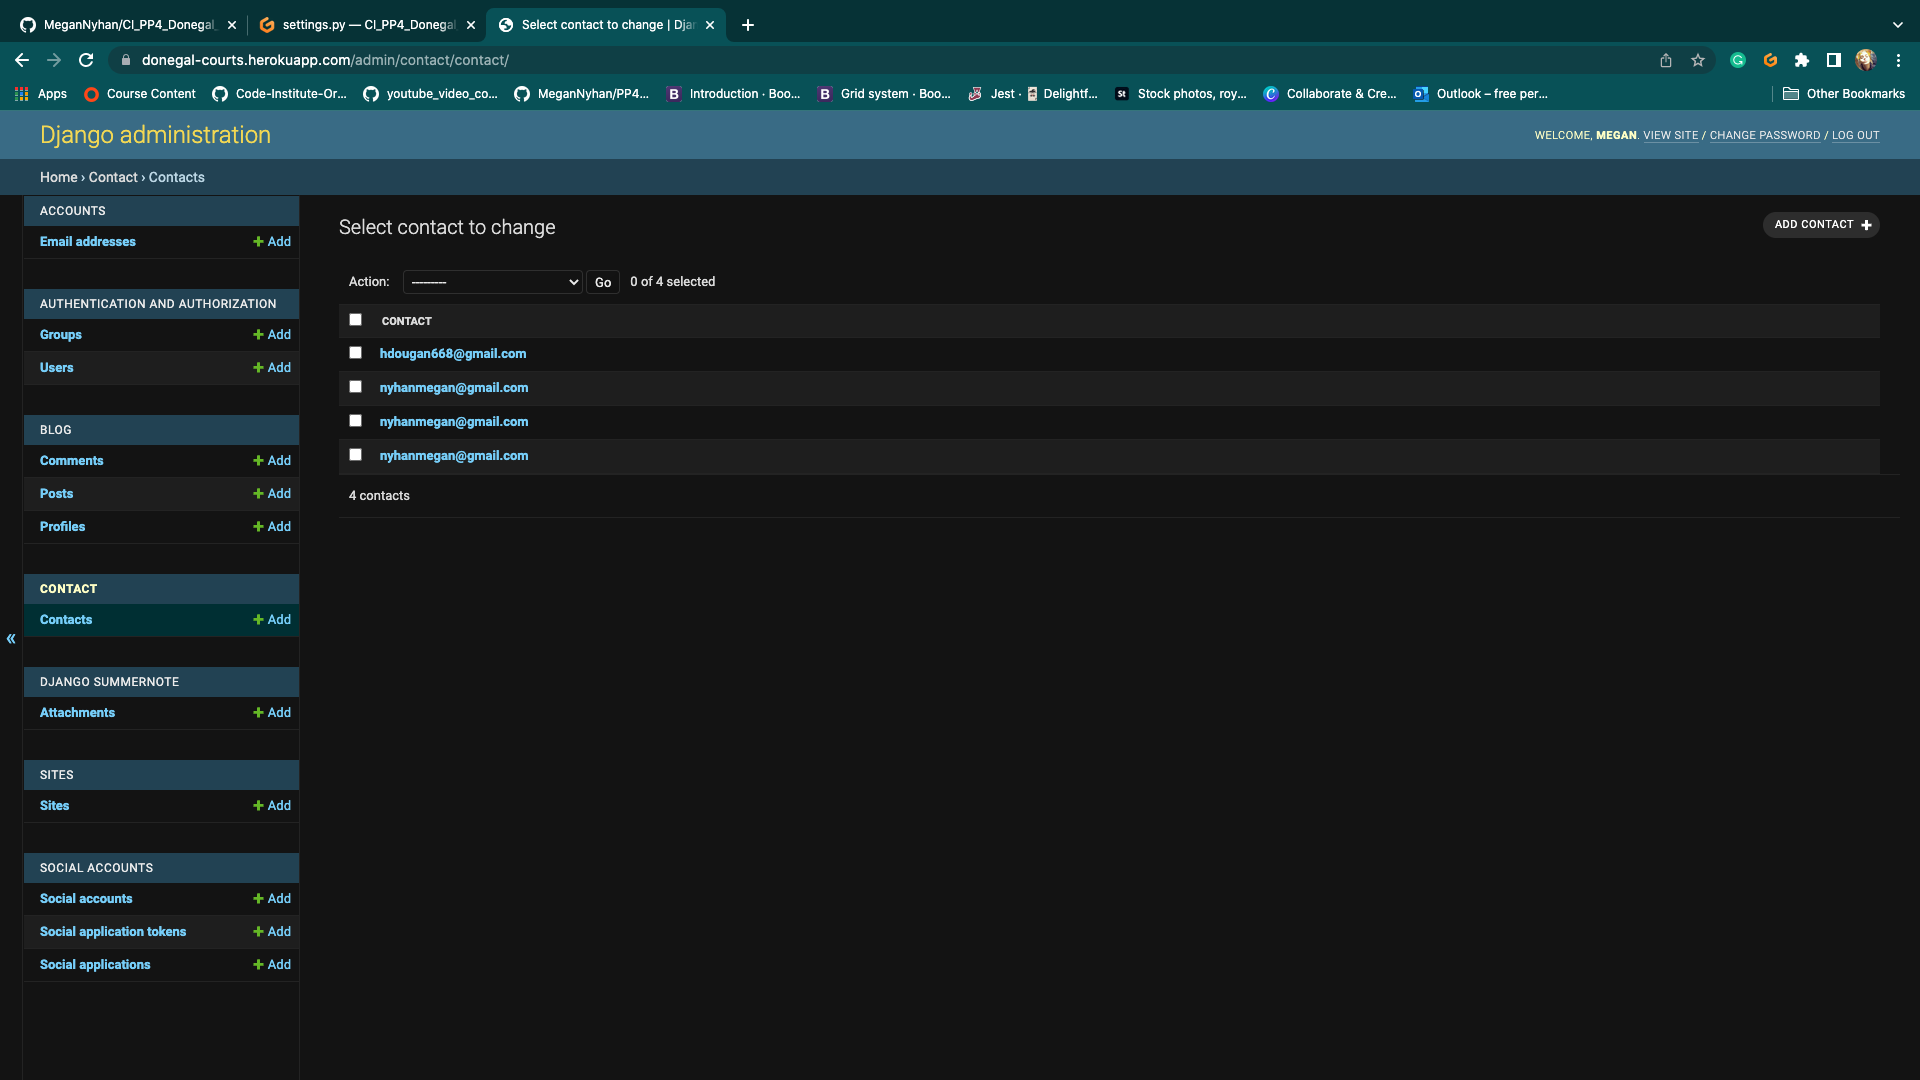 MeganNyhan/CI_PP4_Donegal_
settings.py — CI_PP4_Donegal
Select contact to change | Djan
donegal-courts.herokuapp.com/admin/contact/contact/
Apps
Course Content
Code-Institute-Or...
youtube_video_co...
MeganNyhan/PP4...
Introduction · Boo...
Grid system · Boo...
Jest · Delightf...
Stock photos, roy...
Collaborate & Cre...
Outlook – free per...
Other Bookmarks
Django administration
WELCOME, MEGAN. VIEW SITE / CHANGE PASSWORD / LOG OUT
Home › Contact › Contacts
ACCOUNTS
Email addresses + Add
AUTHENTICATION AND AUTHORIZATION
Groups + Add
Users + Add
BLOG
Comments + Add
Posts + Add
Profiles + Add
CONTACT
Contacts + Add
«
DJANGO SUMMERNOTE
Attachments + Add
SITES
Sites + Add
SOCIAL ACCOUNTS
Social accounts + Add
Social application tokens + Add
Social applications + Add
Select contact to change
ADD CONTACT +
Action: --------- Go 0 of 4 selected
CONTACT
hdougan668@gmail.com
nyhanmegan@gmail.com
nyhanmegan@gmail.com
nyhanmegan@gmail.com
4 contacts